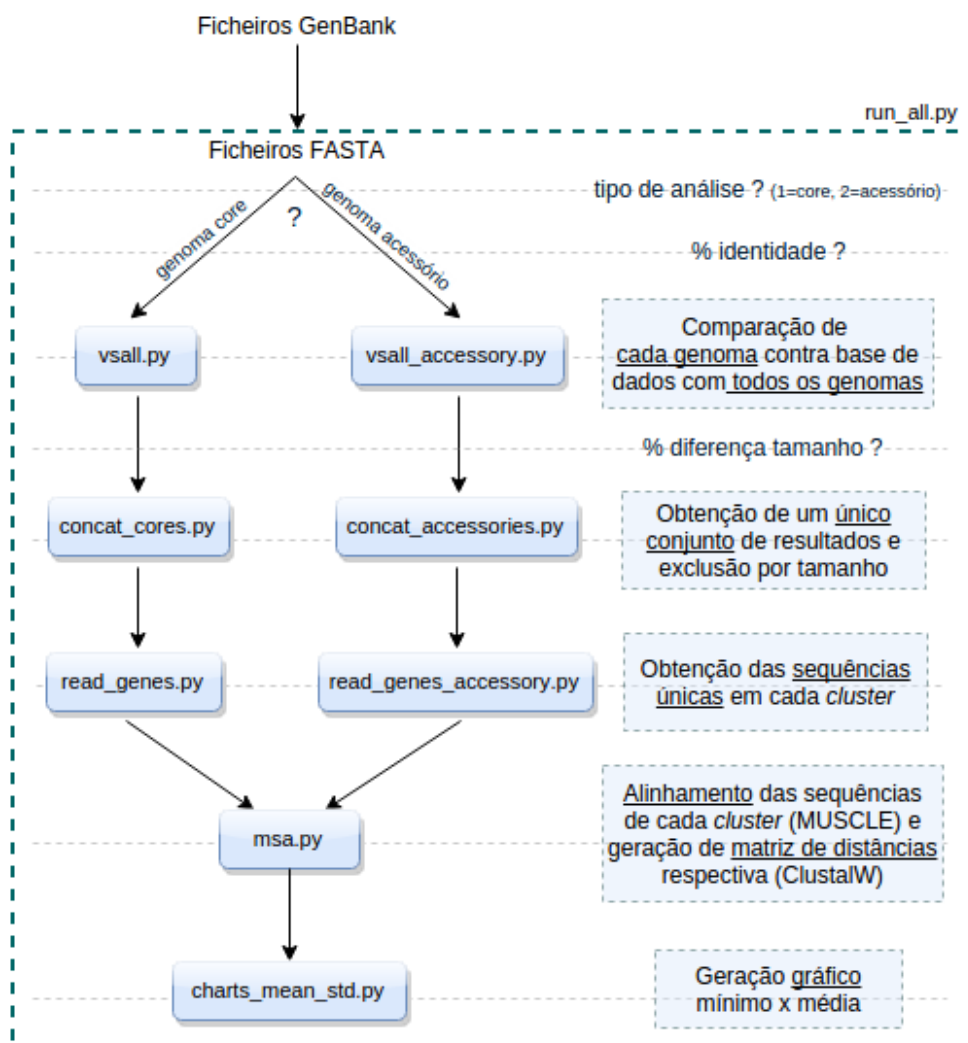 Ficheiros GenBank
run_all.py
Ficheiros FASTA
tipo de análise ? (1=core, 2=acessório)
genoma core
?
genoma acessório
% identidade ?
vsall.py
vsall_accessory.py
Comparação de
cada genoma contra base de
dados com todos os genomas
% diferença tamanho ?
concat_cores.py
concat_accessories.py
Obtenção de um único
conjunto de resultados e
exclusão por tamanho
read_genes.py
read_genes_accessory.py
Obtenção das sequências
únicas em cada cluster
msa.py
Alinhamento das sequências
de cada cluster (MUSCLE) e
geração de matriz de distâncias
respectiva (ClustalW)
charts_mean_std.py
Geração gráfico
mínimo x média